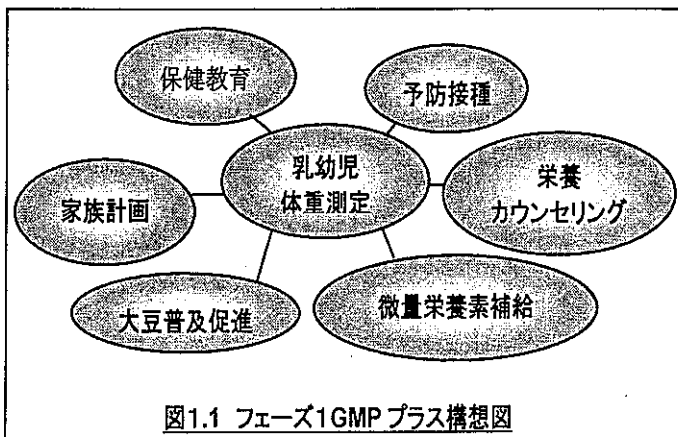 保健教育
予防接種
乳幼児
体重測定
栄養
カウンセリング
家族計画
大豆普及促進
微量栄養素補給
図1.1 フェーズ1GMPプラス構想図